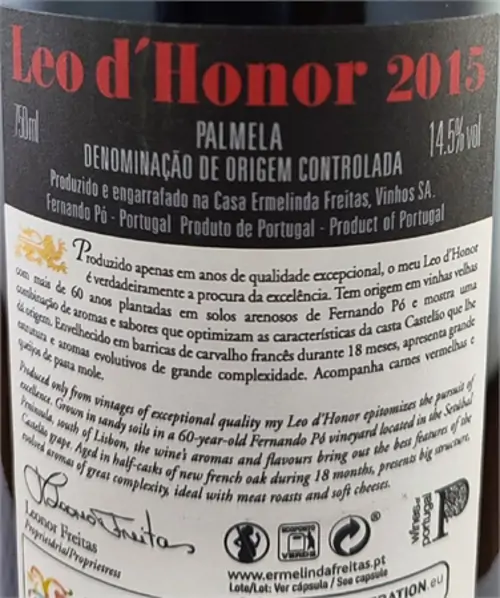 Leo d´Honor 2015
750ml
PALMELA
14.5% vol
DENOMINAÇÃO DE ORIGEM CONTROLADA
Produzido e engarrafado na Casa Ermelinda Freitas, Vinhos SA.
Fernando Pó - Portugal Produto de Portugal - Product of Portugal
Produzido apenas em anos de qualidade excepcional, o meu Leo d'Honor
é verdadeiramente a procura da excelência. Tem origem em vinhas velhas
com mais de 60 anos plantadas em solos arenosos de Fernando Pó e mostra uma
combinação de aromas e sabores que optimizam as características da casta Castelão que lhe
dá origem. Envelhecido em barricas de carvalho francês durante 18 meses, apresenta grande
estrutura e aromas evolutivos de grande complexidade. Acompanha carnes vermelhas e
queijos de pasta mole.
Produced only from vintages of exceptional quality my Leo d'Honor epitomizes the pursuit of
excellence. Grown in sandy soils in a 60-year-old Fernando Pó vineyard located in the Setúbal
Peninsula, south of Lisbon, the wine's aromas and flavours bring out the best features of the
Castelão grape. Aged in half-casks of new french oak during 18 months, presents big structure,
evolved aromas of great complexity, ideal with meat roasts and soft cheeses.
Leonor Freitas
Leonor Freitas
Proprietária/Proprietress
ECOPONTO
VERDE
wines of
portugal
www.ermelindafreitas.pt
Lote/Lot: Ver cápsula / See capsule
RATION.eu